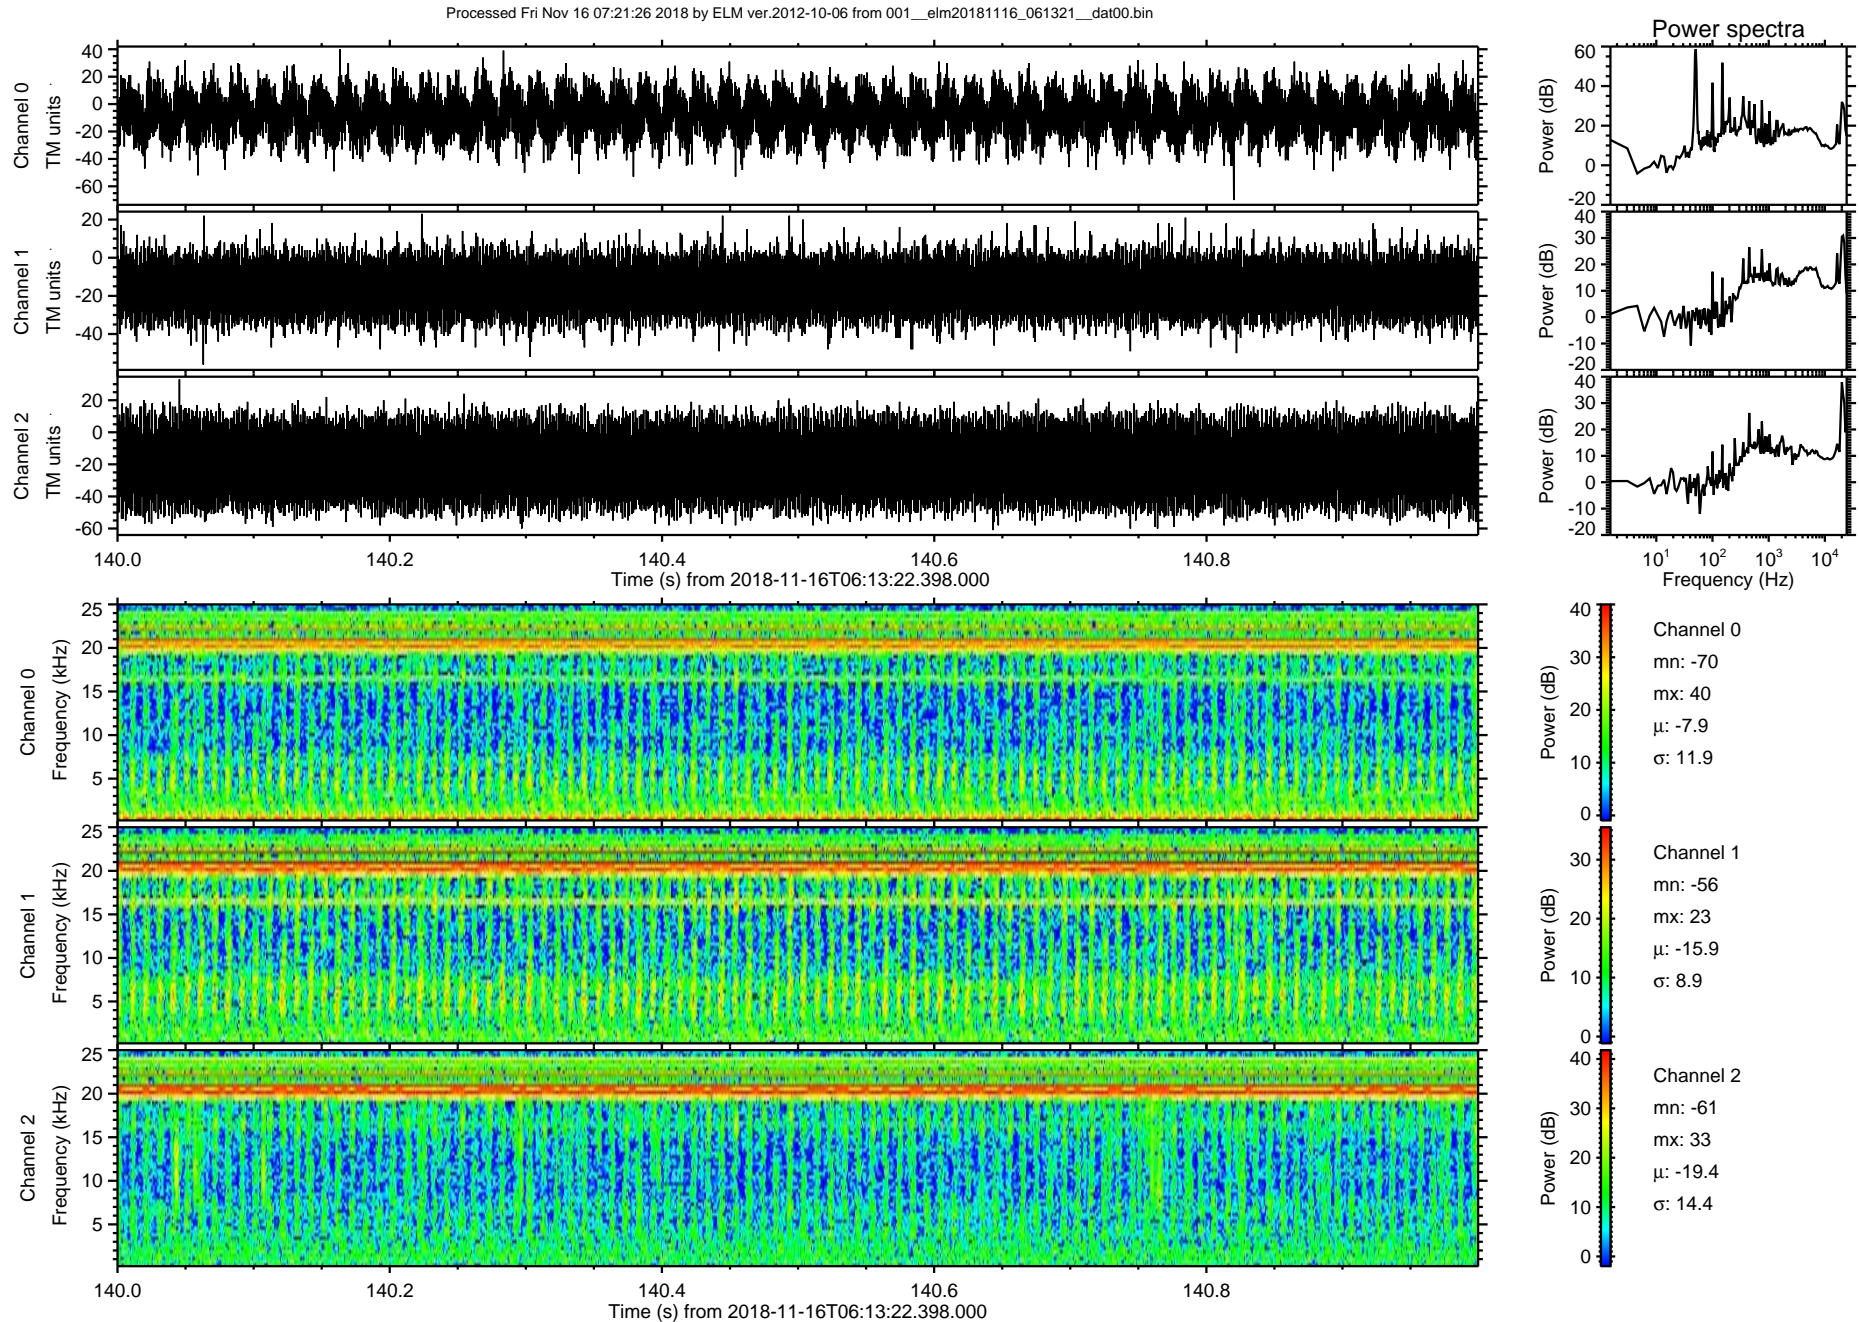 Processed Fri Nov 16 07:21:26 2018 by ELM ver.2012-10-06 from 001__elm20181116_061321__dat00.bin
Power spectra
Channel 0
TM units
40
20
0
-20
-40
-60
Power (dB)
60
40
20
0
-20
Channel 1
TM units
20
0
-20
-40
Power (dB)
40
30
20
10
0
-10
-20
Channel 2
TM units
20
0
-20
-40
-60
Power (dB)
40
30
20
10
0
-10
-20
140.0 140.2 140.4 140.6 140.8
Time (s) from 2018-11-16T06:13:22.398.000
10¹ 10² 10³ 10⁴
Frequency (Hz)
Channel 0
Frequency (kHz)
25
20
15
10
5
Power (dB)
40
30
20
10
0
Channel 0
mn: -70
mx: 40
μ: -7.9
σ: 11.9
Channel 1
Frequency (kHz)
25
20
15
10
5
Power (dB)
30
20
10
0
Channel 1
mn: -56
mx: 23
μ: -15.9
σ: 8.9
Channel 2
Frequency (kHz)
25
20
15
10
5
Power (dB)
40
30
20
10
0
Channel 2
mn: -61
mx: 33
μ: -19.4
σ: 14.4
140.0 140.2 140.4 140.6 140.8
Time (s) from 2018-11-16T06:13:22.398.000